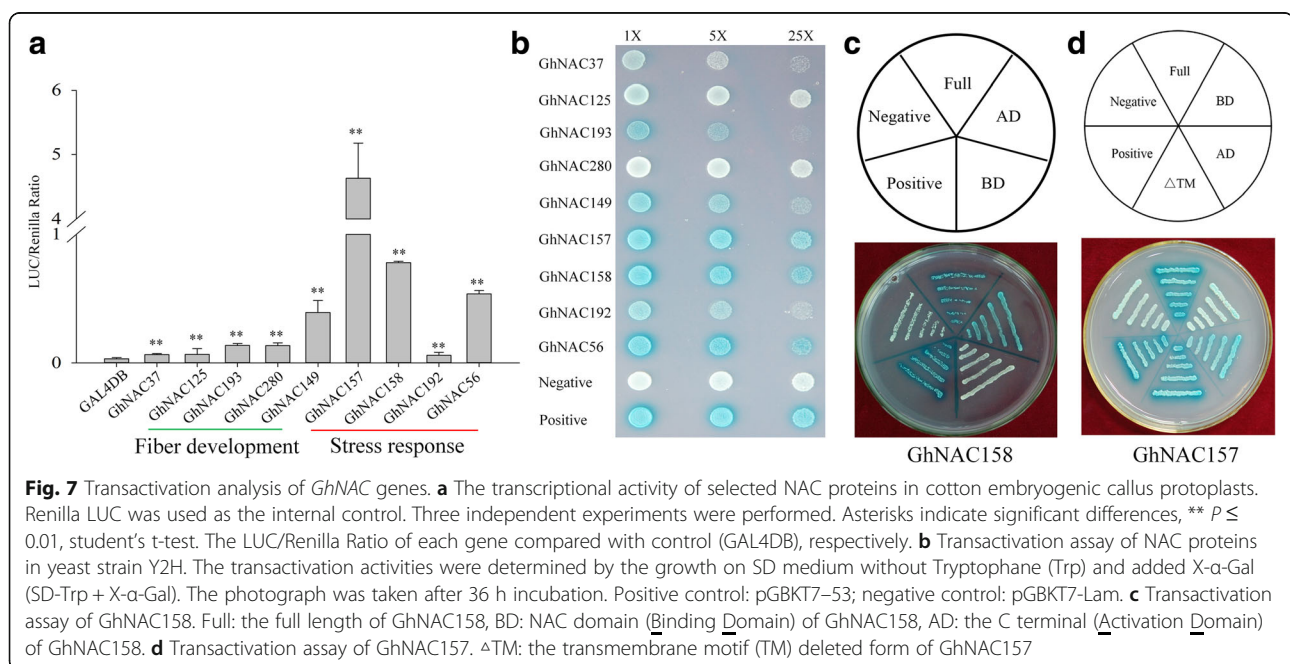 a
6
5
4
1
0
LUC/Renilla Ratio
**
**
**
**
**
**
**
**
**
GAL4DB
GhNAC37
GhNAC125
GhNAC193
GhNAC280
GhNAC149
GhNAC157
GhNAC158
GhNAC192
GhNAC56
Fiber development
Stress response
b
1X 5X 25X
GhNAC37
GhNAC125
GhNAC193
GhNAC280
GhNAC149
GhNAC157
GhNAC158
GhNAC192
GhNAC56
Negative
Positive
c
Full
Negative
AD
Positive
BD
GhNAC158
d
Full
Negative
BD
Positive
AD
△TM
GhNAC157
Fig. 7 Transactivation analysis of GhNAC genes. a The transcriptional activity of selected NAC proteins in cotton embryogenic callus protoplasts.
Renilla LUC was used as the internal control. Three independent experiments were performed. Asterisks indicate significant differences, ** P ≤
0.01, student's t-test. The LUC/Renilla Ratio of each gene compared with control (GAL4DB), respectively. b Transactivation assay of NAC proteins
in yeast strain Y2H. The transactivation activities were determined by the growth on SD medium without Tryptophane (Trp) and added X-α-Gal
(SD-Trp + X-α-Gal). The photograph was taken after 36 h incubation. Positive control: pGBKT7–53; negative control: pGBKT7-Lam. c Transactivation
assay of GhNAC158. Full: the full length of GhNAC158, BD: NAC domain (Binding Domain) of GhNAC158, AD: the C terminal (Activation Domain)
of GhNAC158. d Transactivation assay of GhNAC157. △TM: the transmembrane motif (TM) deleted form of GhNAC157